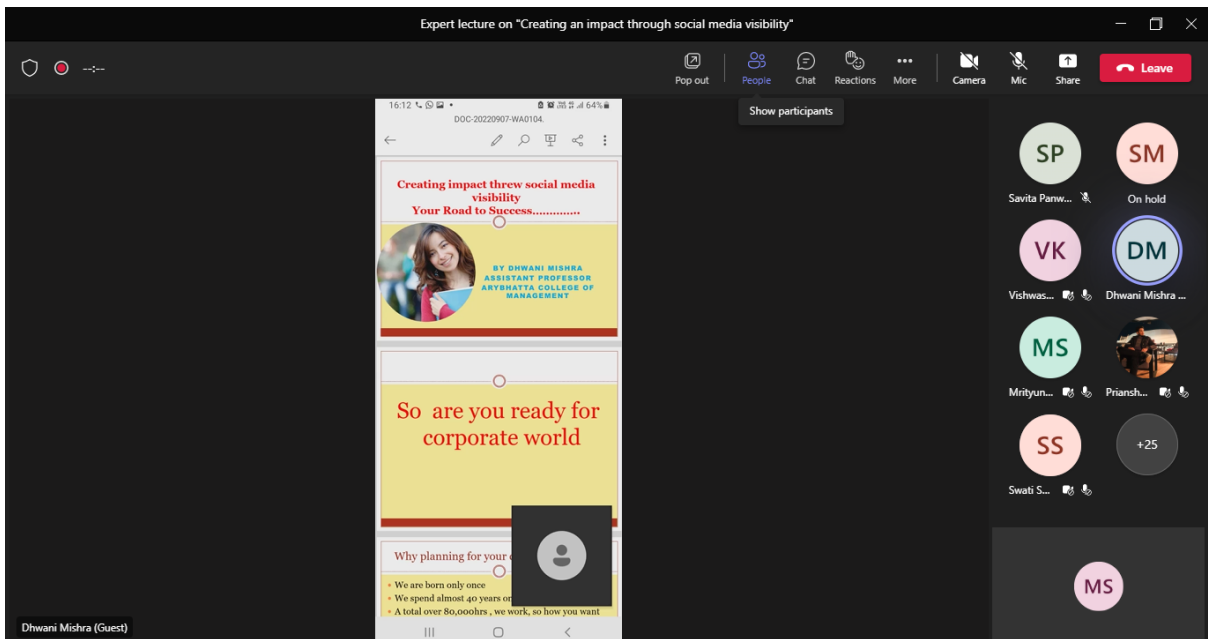 Expert lecture on "Creating an impact through social media visibility"
--:--
Pop out
People
Chat
Reactions
More
Camera
Mic
Share
Leave
Show participants
16:12
64%
DOC-20220907-WA0104.
Creating impact threw social media
visibility
Your Road to Success.............
BY DHWANI MISHRA
ASSISTANT PROFESSOR
ARYBHATTA COLLEGE OF
MANAGEMENT
So are you ready for
corporate world
Why planning for your
• We are born only once
• We spend almost 40 years
• A total over 80,000hrs , we work, so how you want
Dhwani Mishra (Guest)
SP
Savita Panw...
SM
On hold
VK
Vishwas...
DM
Dhwani Mishra ...
MS
Mrityun...
Priansh...
SS
Swati S...
+25
MS